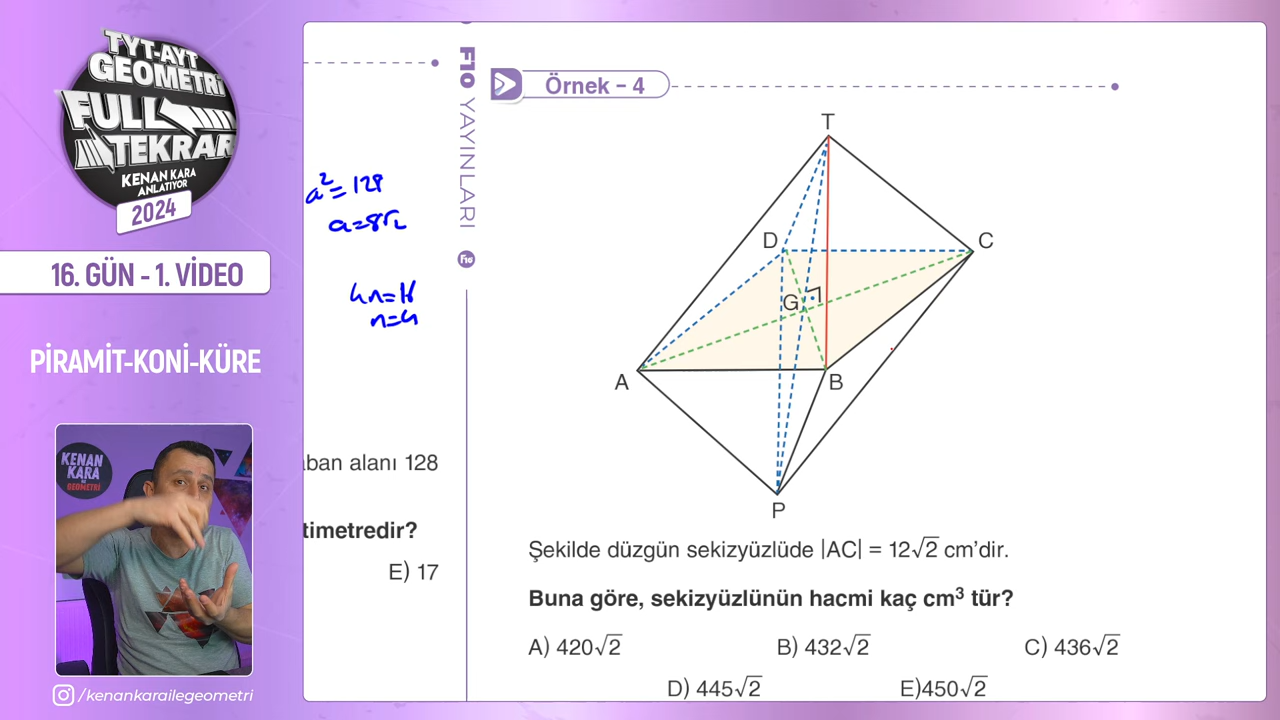 TYT-AYT
GEOMETRİ
FULL
TEKRAR
KENAN KARA
ANLATIYOR
2024
16. GÜN - 1. VİDEO
PİRAMİT-KONİ-KÜRE
KENAN
KARA
ile
GEOMETRİ
/kenankarailegeometri
a²=128
a=8√2
4n=16
n=4
aban alanı 128
timetredir?
E) 17
F10 YAYINLARI
F10
Örnek – 4
T
D
C
G
A
B
P
Şekilde düzgün sekizyüzlüde |AC| = 12√2 cm’dir.
Buna göre, sekizyüzlünün hacmi kaç cm³ tür?
A) 420√2 B) 432√2 C) 436√2
D) 445√2 E)450√2